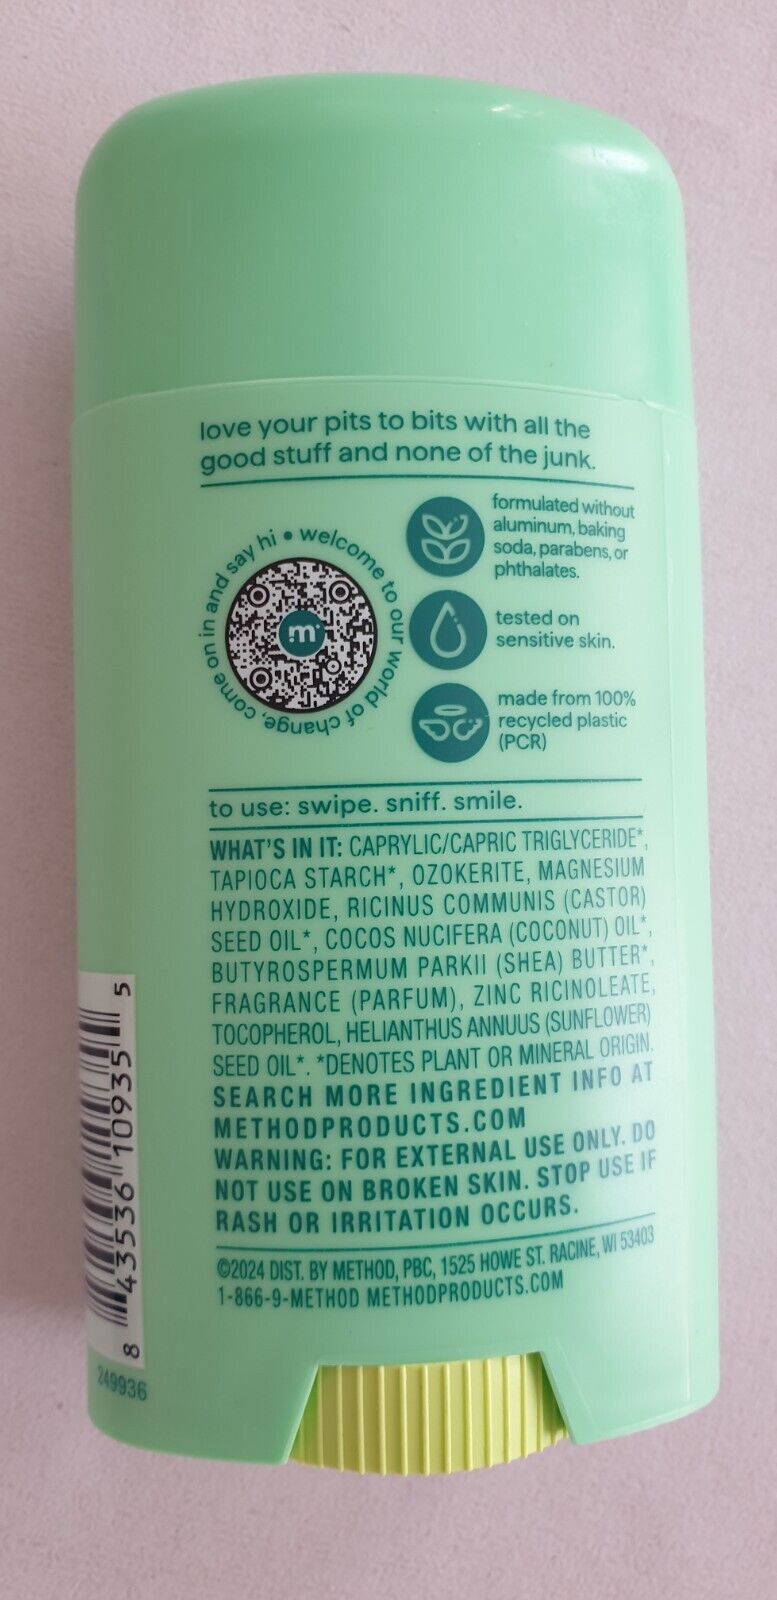 love your pits to bits with all the
good stuff and none of the junk.
welcome to our world of change, come on in and say hi •
m.
formulated without
aluminum, baking
soda, parabens, or
phthalates.
tested on
sensitive skin.
made from 100%
recycled plastic
(PCR)
to use: swipe. sniff. smile.
WHAT'S IN IT: CAPRYLIC/CAPRIC TRIGLYCERIDE*,
TAPIOCA STARCH*, OZOKERITE, MAGNESIUM
HYDROXIDE, RICINUS COMMUNIS (CASTOR)
SEED OIL*, COCOS NUCIFERA (COCONUT) OIL*,
BUTYROSPERMUM PARKII (SHEA) BUTTER*,
FRAGRANCE (PARFUM), ZINC RICINOLEATE,
TOCOPHEROL, HELIANTHUS ANNUUS (SUNFLOWER)
SEED OIL*. *DENOTES PLANT OR MINERAL ORIGIN.
SEARCH MORE INGREDIENT INFO AT
METHODPRODUCTS.COM
WARNING: FOR EXTERNAL USE ONLY. DO
NOT USE ON BROKEN SKIN. STOP USE IF
RASH OR IRRITATION OCCURS.
©2024 DIST. BY METHOD, PBC, 1525 HOWE ST. RACINE, WI 53403
1-866-9-METHOD METHODPRODUCTS.COM
8 43536 10935 5
249936